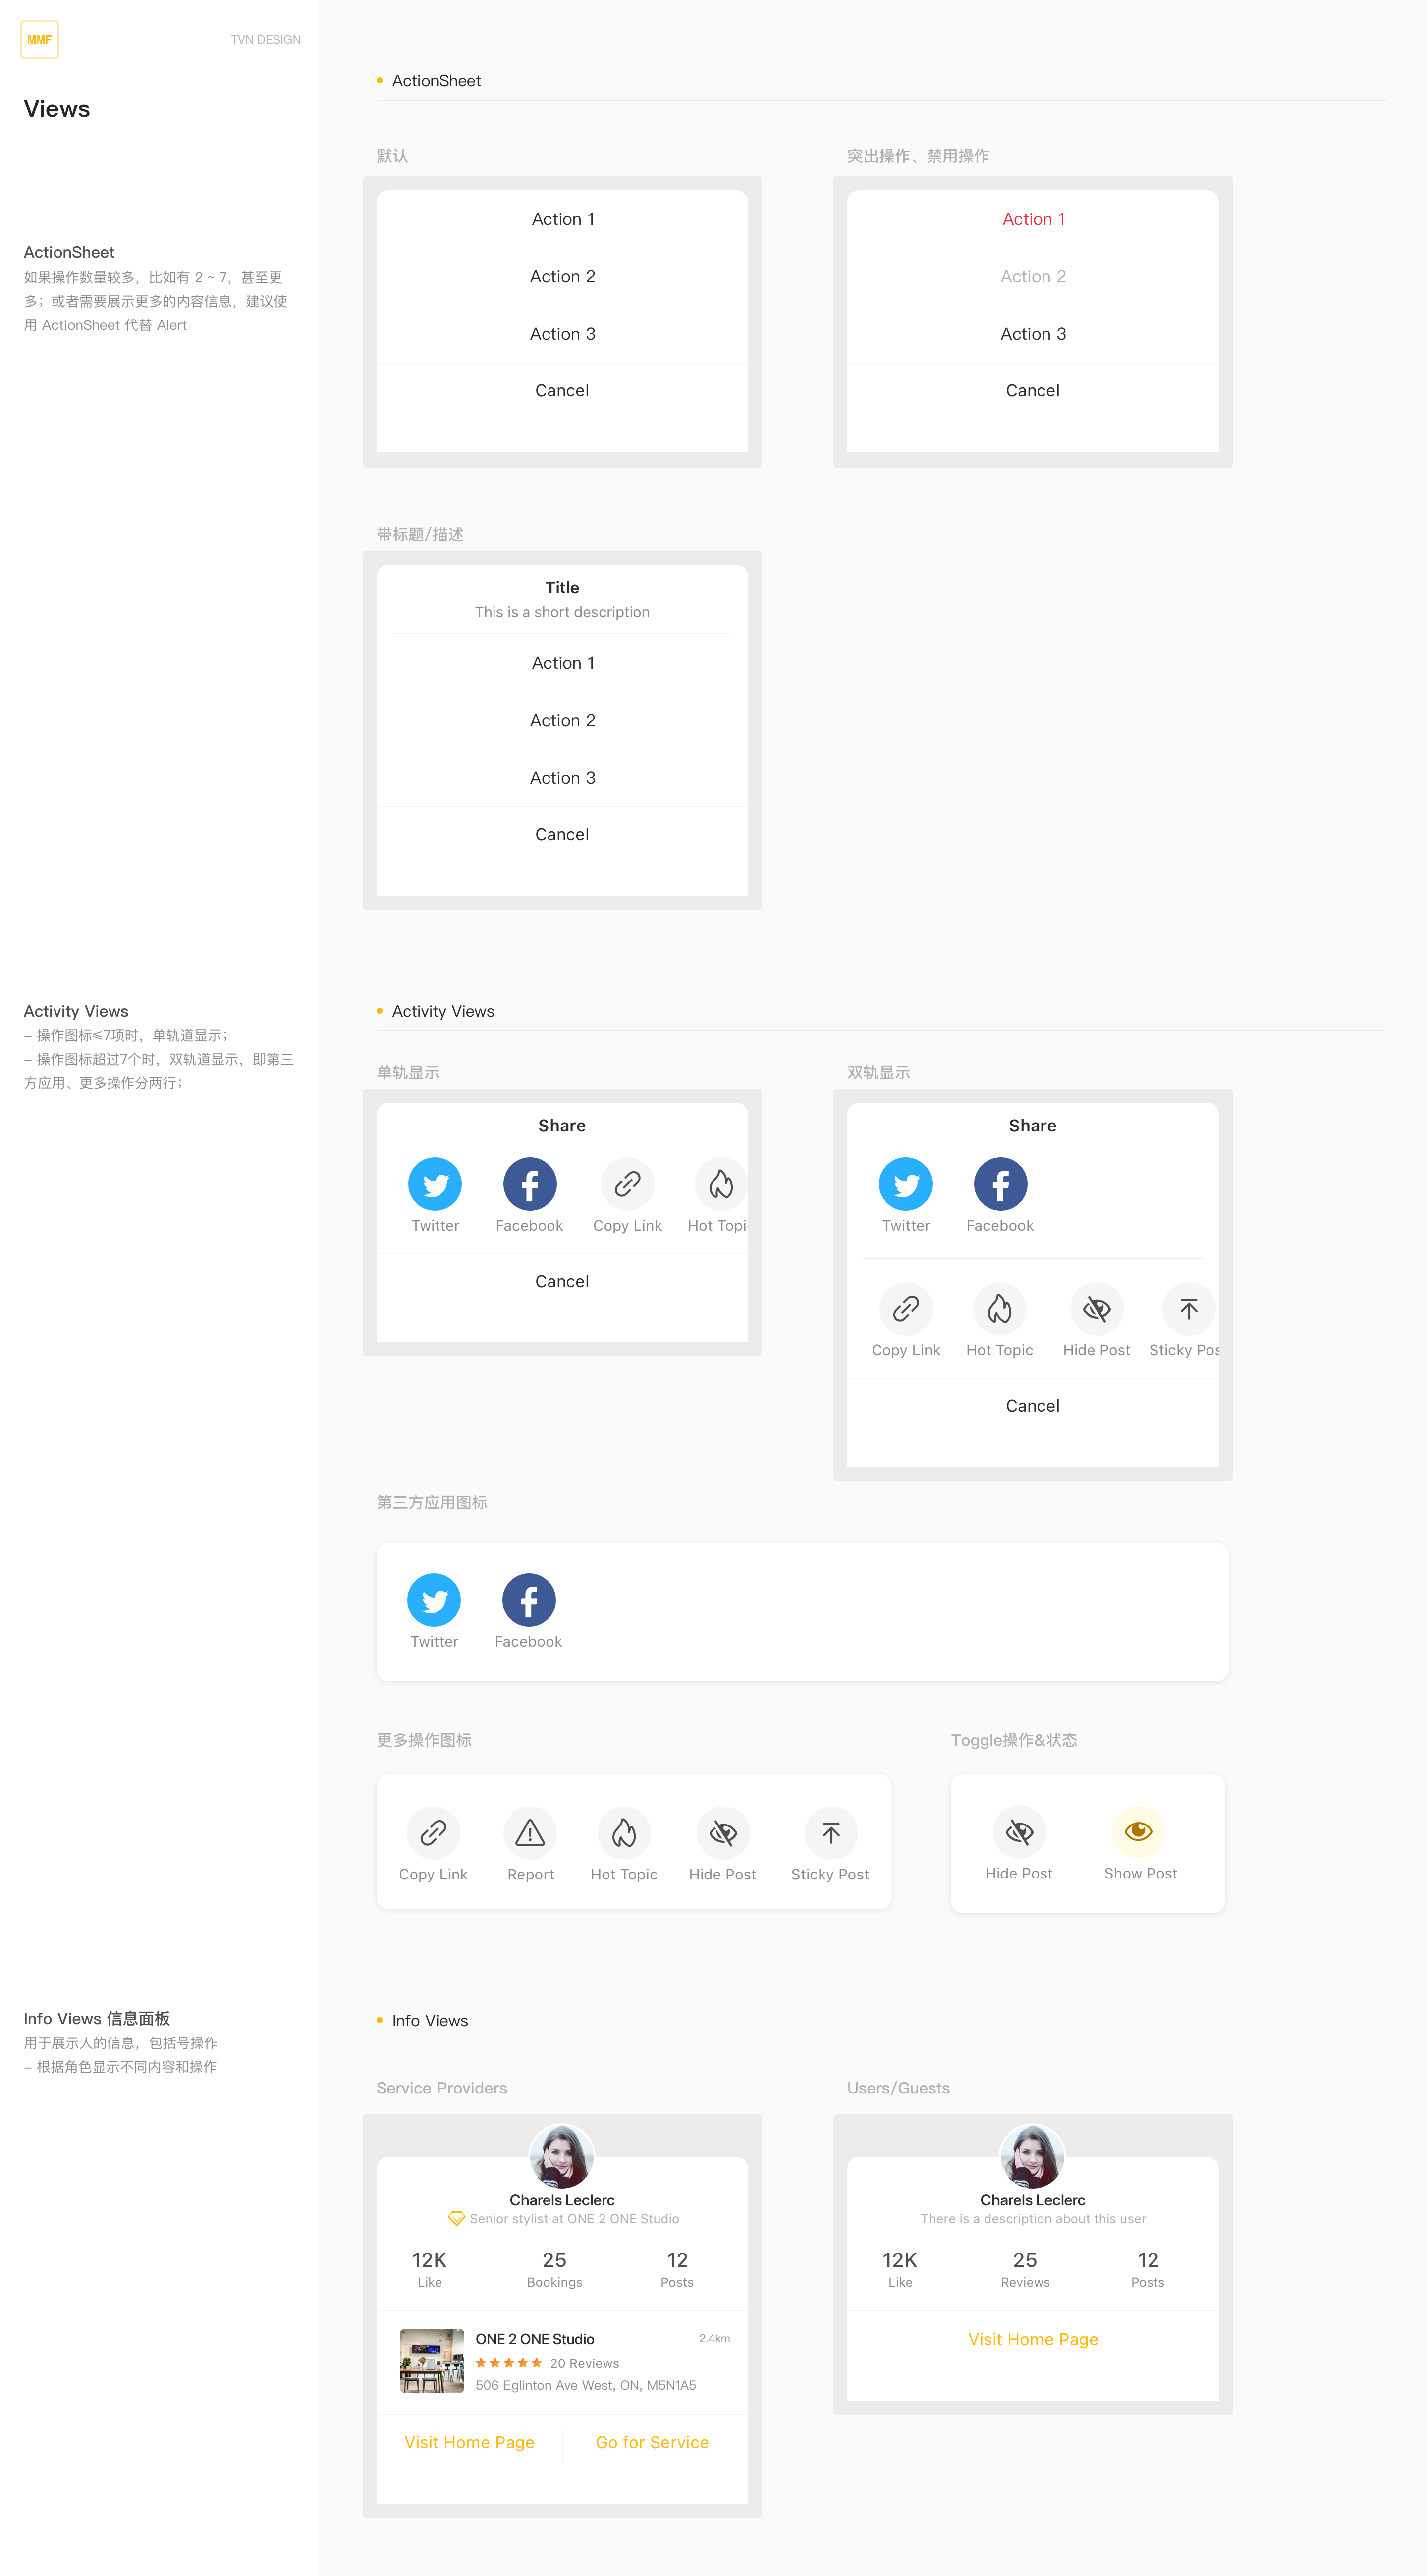 MMF
TVN DESIGN
Views
ActionSheet
如果操作数量较多，比如有 2 ~ 7，甚至更
多；或者需要展示更多的内容信息，建议使
用 ActionSheet 代替 Alert
ActionSheet
默认
Action 1
Action 2
Action 3
Cancel
突出操作、禁用操作
Action 1
Action 2
Action 3
Cancel
带标题/描述
Title
This is a short description
Action 1
Action 2
Action 3
Cancel
Activity Views
- 操作图标≤7项时，单轨道显示；
- 操作图标超过7个时，双轨道显示，即第三
方应用、更多操作分两行；
Activity Views
单轨显示
Share
Twitter Facebook Copy Link Hot Topi
Cancel
双轨显示
Share
Twitter Facebook
Copy Link Hot Topic Hide Post Sticky Pos
Cancel
第三方应用图标
Twitter Facebook
更多操作图标
Copy Link Report Hot Topic Hide Post Sticky Post
Toggle操作&状态
Hide Post Show Post
Info Views 信息面板
用于展示人的信息，包括号操作
- 根据角色显示不同内容和操作
Info Views
Service Providers
Charels Leclerc
Senior stylist at ONE 2 ONE Studio
12K 25 12
Like Bookings Posts
ONE 2 ONE Studio 2.4km
20 Reviews
506 Eglinton Ave West, ON, M5N1A5
Visit Home Page Go for Service
Users/Guests
Charels Leclerc
There is a description about this user
12K 25 12
Like Reviews Posts
Visit Home Page